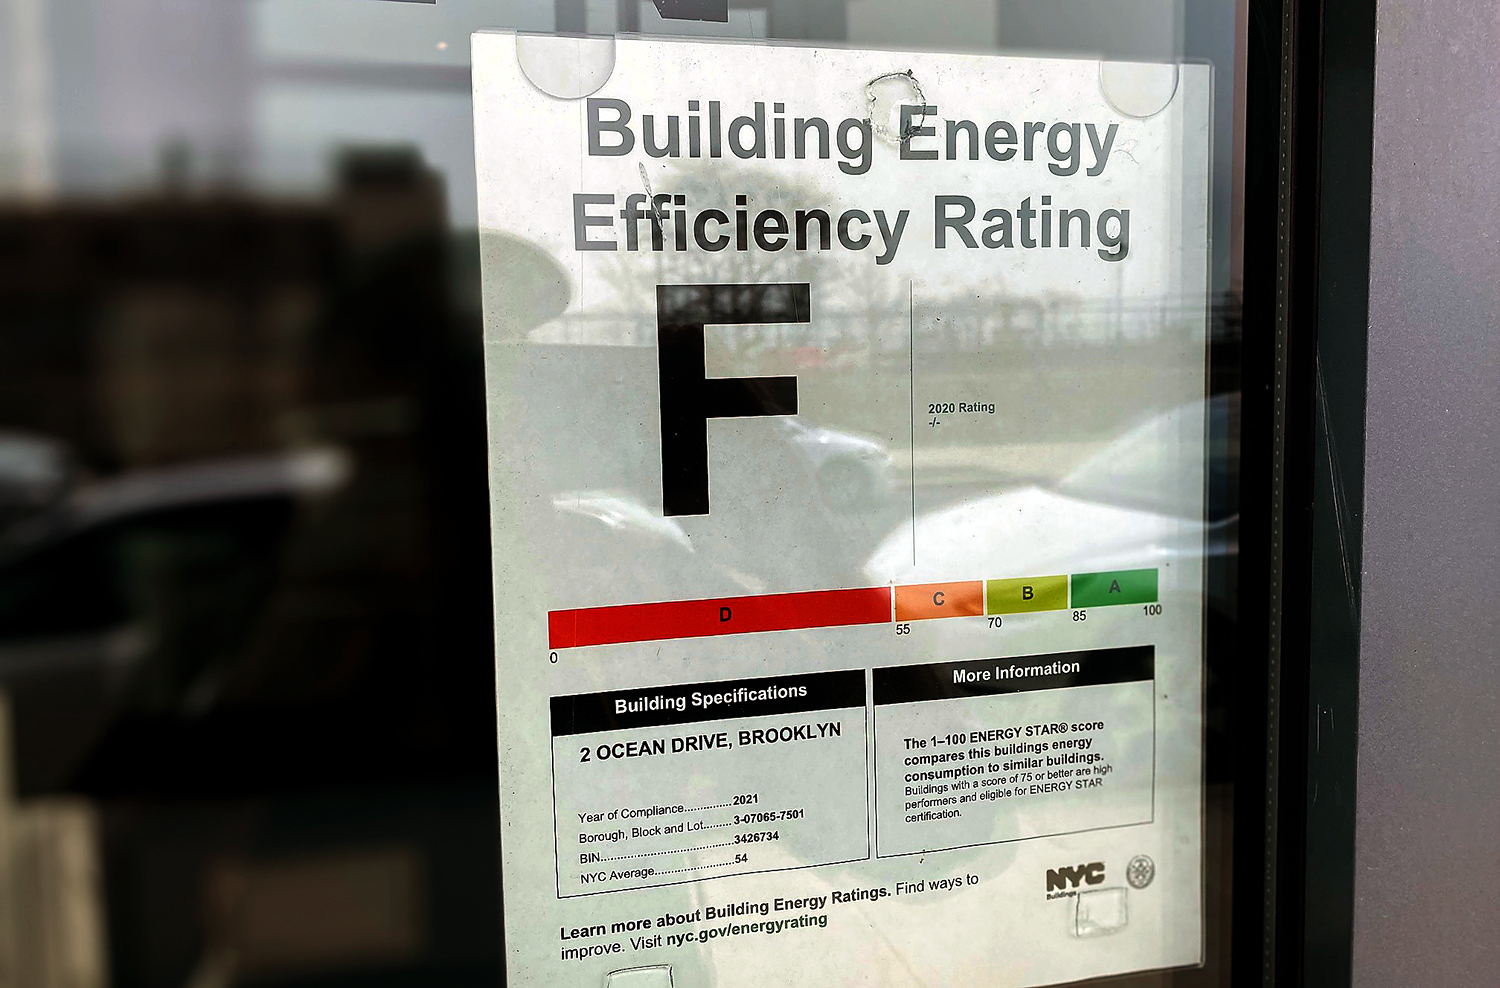 Building Energy
Efficiency Rating
F
2020 Rating
-/-
D
C
B
A
0
55
70
85
100
Building Specifications
2 OCEAN DRIVE, BROOKLYN
Year of Compliance...............2021
Borough, Block and Lot.........3-07065-7501
BIN.........................................3426734
NYC Average.........................54
More Information
The 1–100 ENERGY STAR® score
compares this buildings energy
consumption to similar buildings.
Buildings with a score of 75 or better are high
performers and eligible for ENERGY STAR
certification.
Learn more about Building Energy Ratings. Find ways to
improve. Visit nyc.gov/energyrating
NYC
Buildings